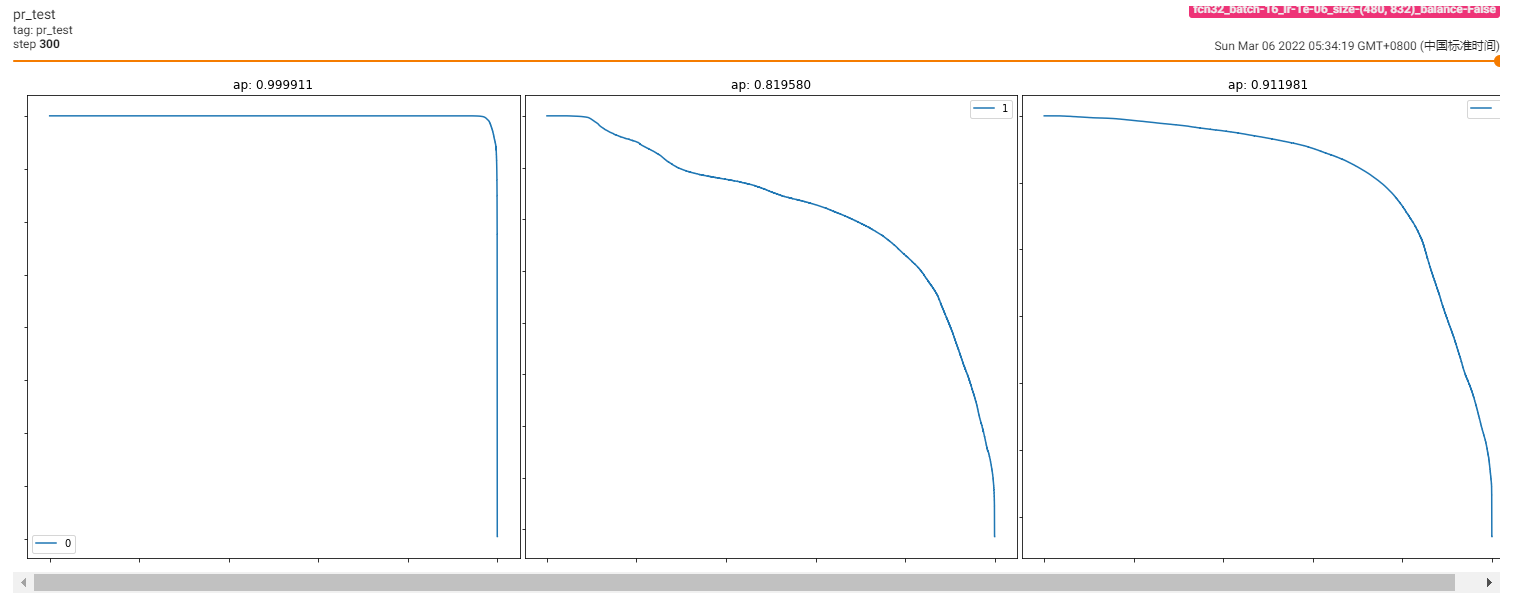 pr_test
fcn32_batch-16_lr-1e-06_size-(480, 832)_balance-False
tag: pr_test
step 300
Sun Mar 06 2022 05:34:19 GMT+0800 (中国标准时间)
ap: 0.999911
ap: 0.819580
ap: 0.911981
1
0